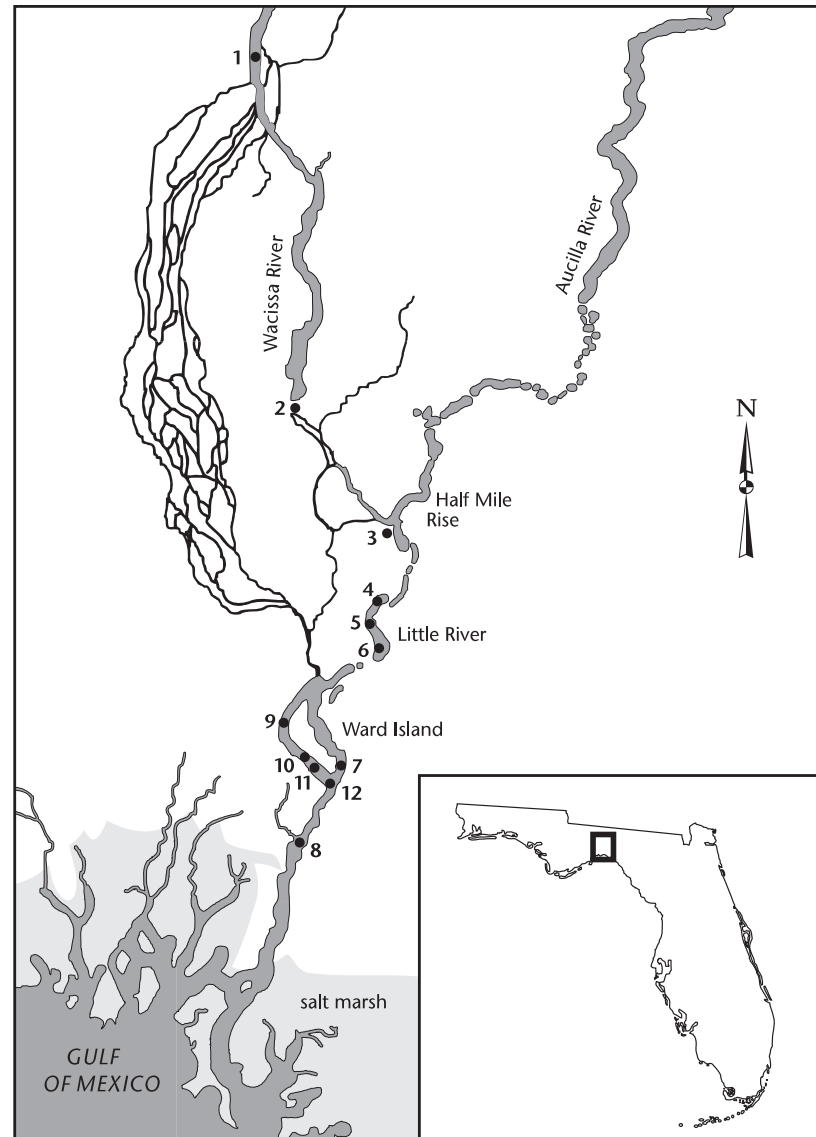 1
Wacissa River
Aucilla River
2
N
Half Mile
Rise
3
4
5
Little River
6
9
Ward Island
10
7
11
12
8
salt marsh
GULF
OF MEXICO